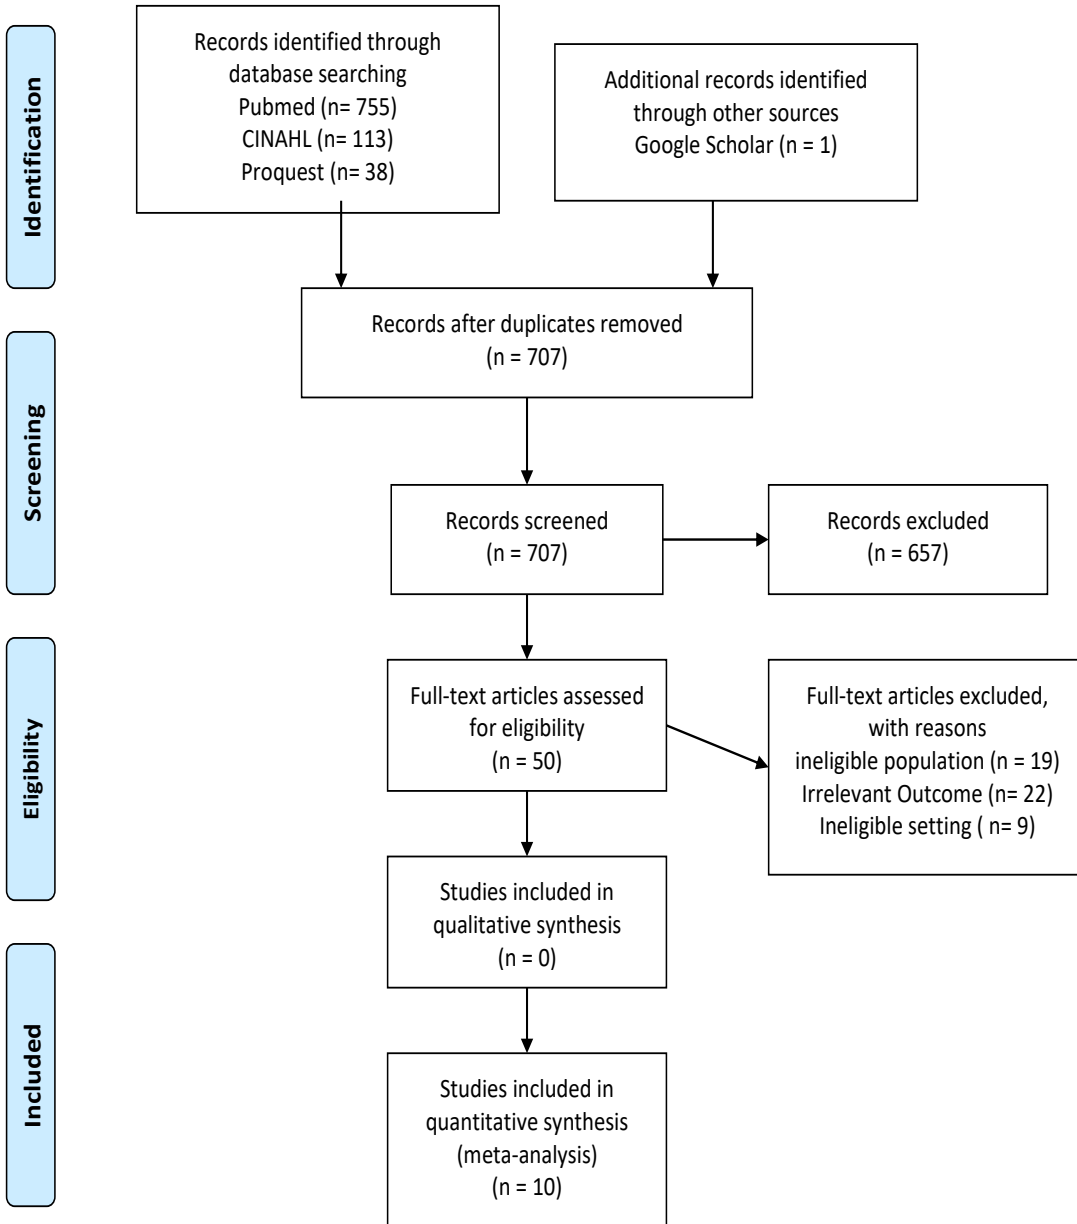 Identification
Records identified through
database searching
Pubmed (n= 755)
CINAHL (n= 113)
Proquest (n= 38)
Additional records identified
through other sources
Google Scholar (n = 1)
Records after duplicates removed
(n = 707)
Screening
Records screened
(n = 707)
Records excluded
(n = 657)
Eligibility
Full-text articles assessed
for eligibility
(n = 50)
Full-text articles excluded,
with reasons
ineligible population (n = 19)
Irrelevant Outcome (n= 22)
Ineligible setting ( n= 9)
Studies included in
qualitative synthesis
(n = 0)
Included
Studies included in
quantitative synthesis
(meta-analysis)
(n = 10)